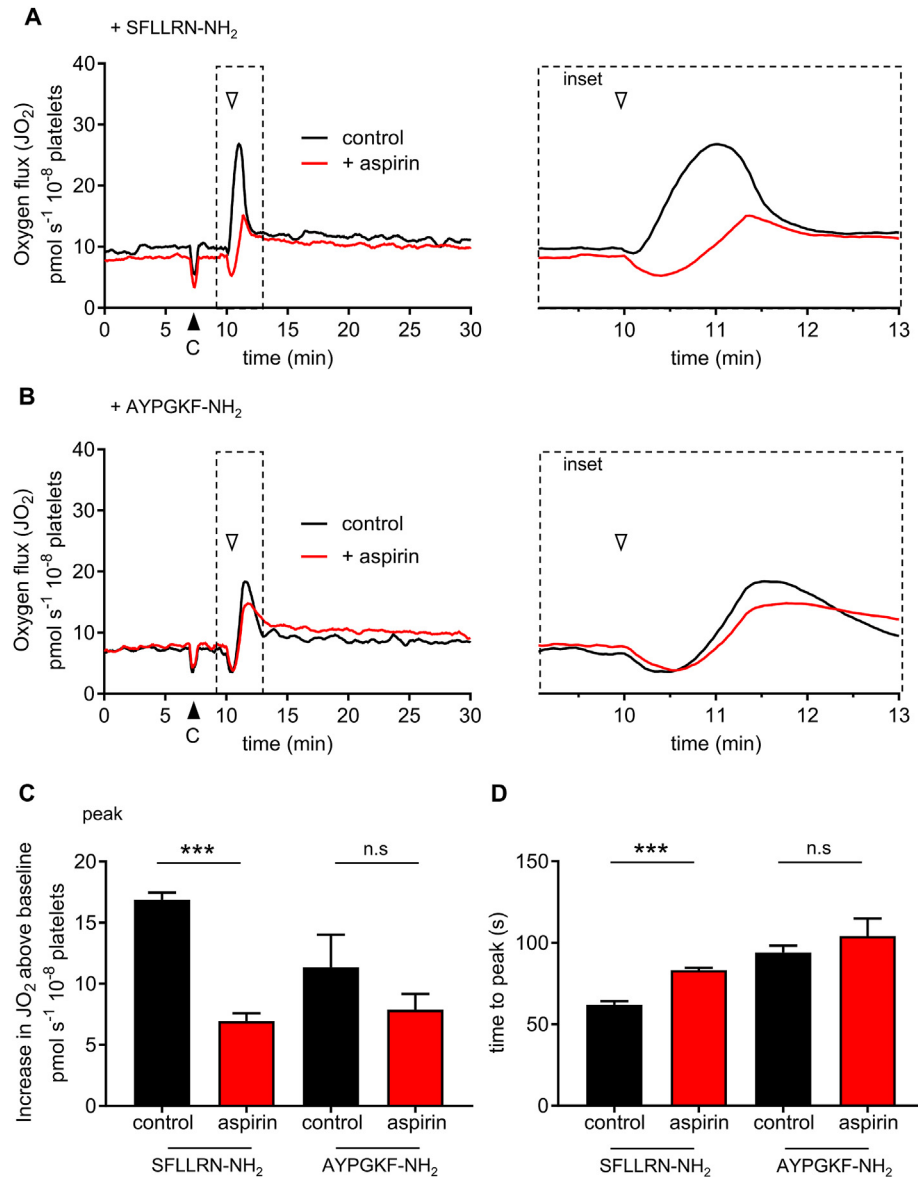 A
+ SFLLRN-NH₂
Oxygen flux (JO₂)
pmol s⁻¹ 10⁻⁸ platelets
40
30
20
10
0
control
+ aspirin
0 5 10 15 20 25 30
C
time (min)
inset
10 11 12 13
time (min)
B
+ AYPGKF-NH₂
Oxygen flux (JO₂)
pmol s⁻¹ 10⁻⁸ platelets
40
30
20
10
0
control
+ aspirin
0 5 10 15 20 25 30
C
time (min)
inset
10 11 12 13
time (min)
C
peak
Increase in JO₂ above baseline
pmol s⁻¹ 10⁻⁸ platelets
20
15
10
5
0
***
n.s
control aspirin control aspirin
SFLLRN-NH₂ AYPGKF-NH₂
D
time to peak (s)
150
100
50
0
***
n.s
control aspirin control aspirin
SFLLRN-NH₂ AYPGKF-NH₂